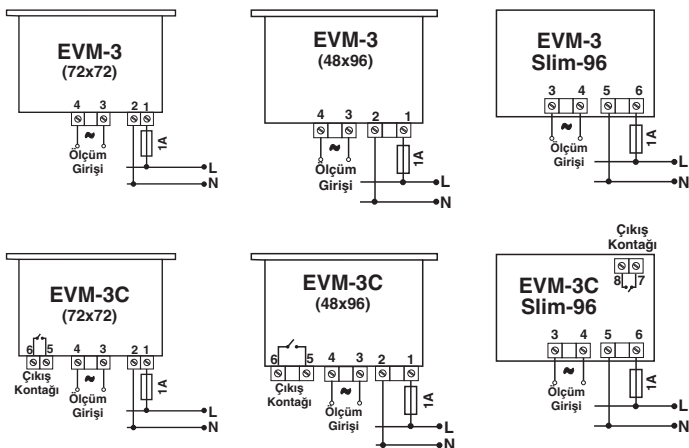 EVM-3
(72x72)
4 3 2 1
~
Ölçüm
Girişi
1A
L
N
EVM-3
(48x96)
4 3 2 1
~
Ölçüm
Girişi
1A
L
N
EVM-3
Slim-96
3 4 5 6
~
Ölçüm
Girişi
1A
L
N
EVM-3C
(72x72)
6 5 4 3 2 1
Çıkış
Kontağı
~
Ölçüm
Girişi
1A
L
N
EVM-3C
(48x96)
6 5 4 3 2 1
Çıkış
Kontağı
~
Ölçüm
Girişi
1A
L
N
Çıkış
Kontağı
8 7
EVM-3C
Slim-96
3 4 5 6
~
Ölçüm
Girişi
1A
L
N